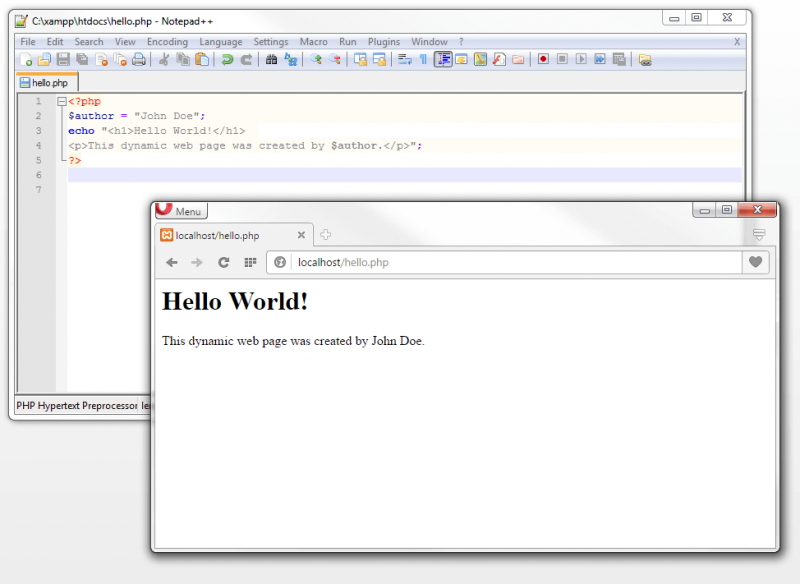 C:\xampp\htdocs\hello.php - Notepad++
File Edit Search View Encoding Language Settings Macro Run Plugins Window ? X
hello.php
1 <?php
2 $author = "John Doe";
3 echo "<h1>Hello World!</h1>
4 <p>This dynamic web page was created by $author.</p>";
5 ?>
6
7
PHP Hypertext Preprocessor
Menu
localhost/hello.php
localhost/hello.php
Hello World!
This dynamic web page was created by John Doe.